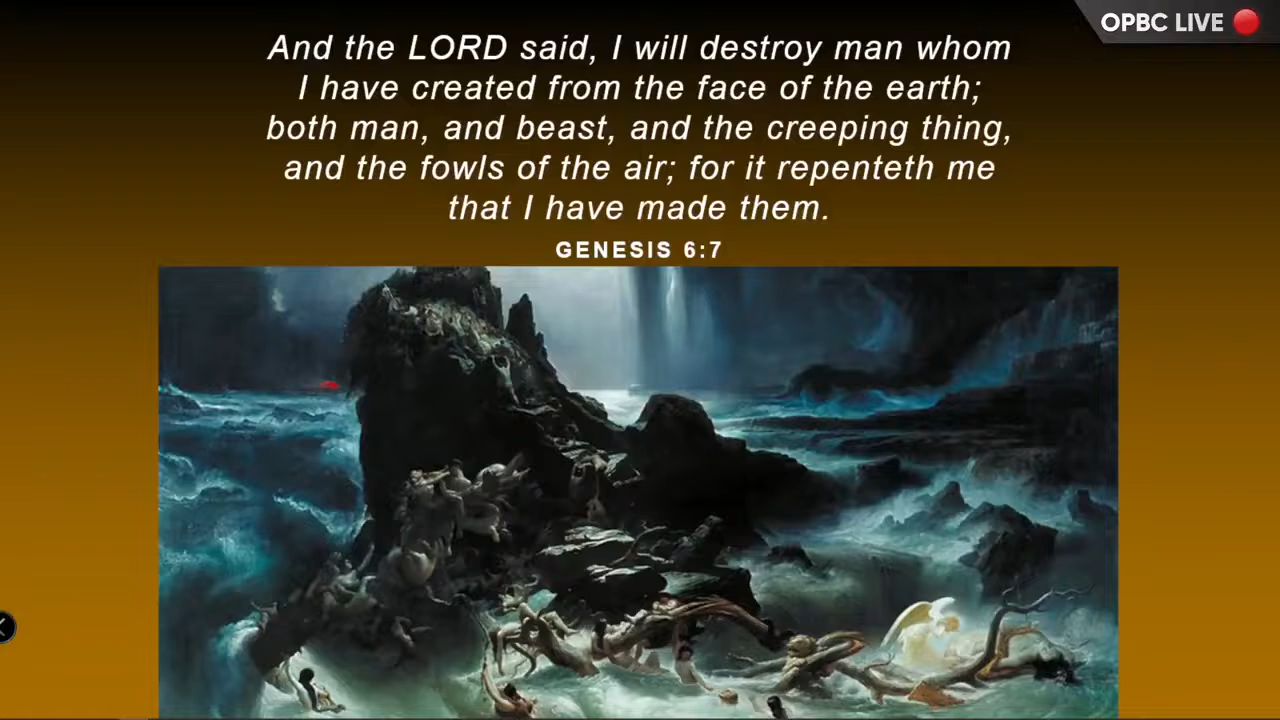 OPBC LIVE
And the LORD said, I will destroy man whom
I have created from the face of the earth;
both man, and beast, and the creeping thing,
and the fowls of the air; for it repenteth me
that I have made them.
GENESIS 6:7